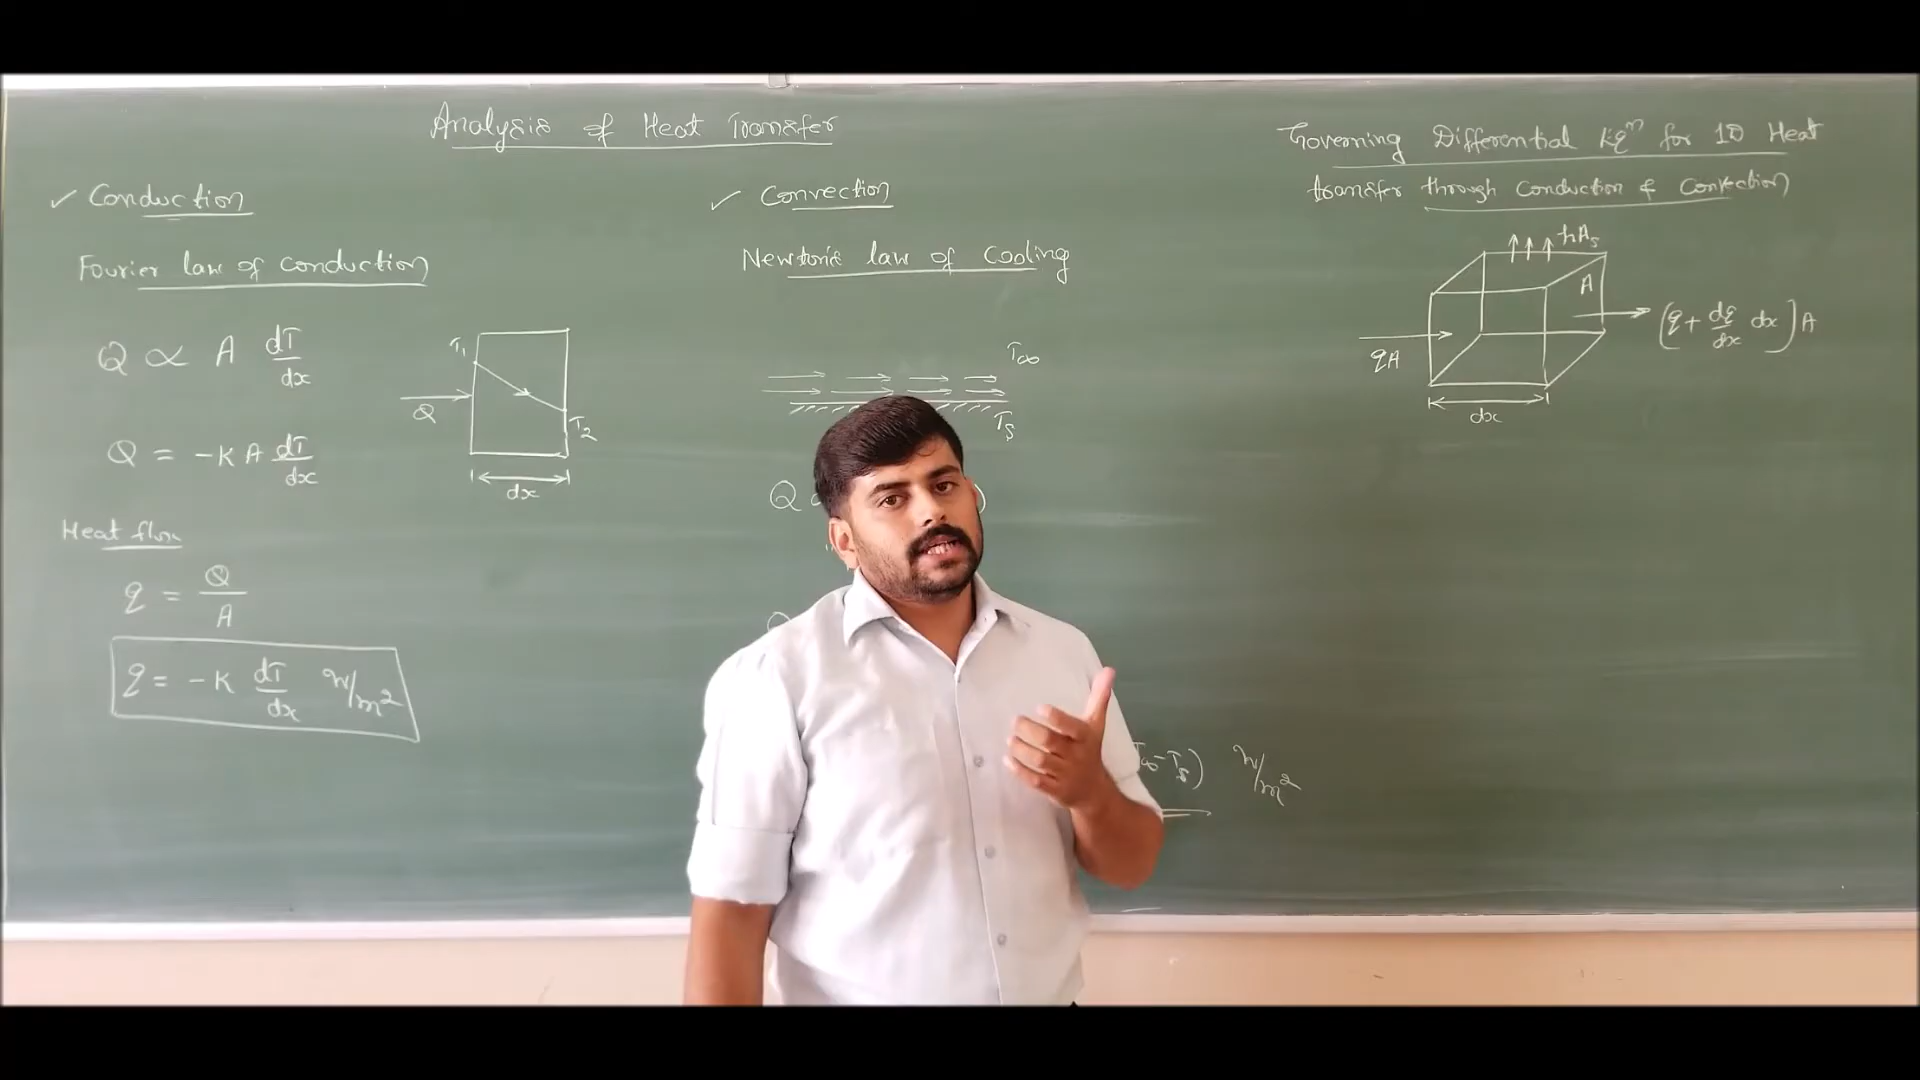 Analysis of Heat Transfer
✓ Conduction
Fourier law of conduction
Q ∝ A dT/dx
T₁
Q
T₂
dx
Q = -K A dT/dx
Heat flux
q = Q/A
q = -K dT/dx W/m²
✓ Convection
Newton's law of Cooling
T∞
Tₛ
Q
)
T∞-Tₛ) W/m²
Governing Differential Eqⁿ for 1D Heat
transfer through Conduction & Convection
hAₛ
A
qA
(q + dq/dx dx) A
dx